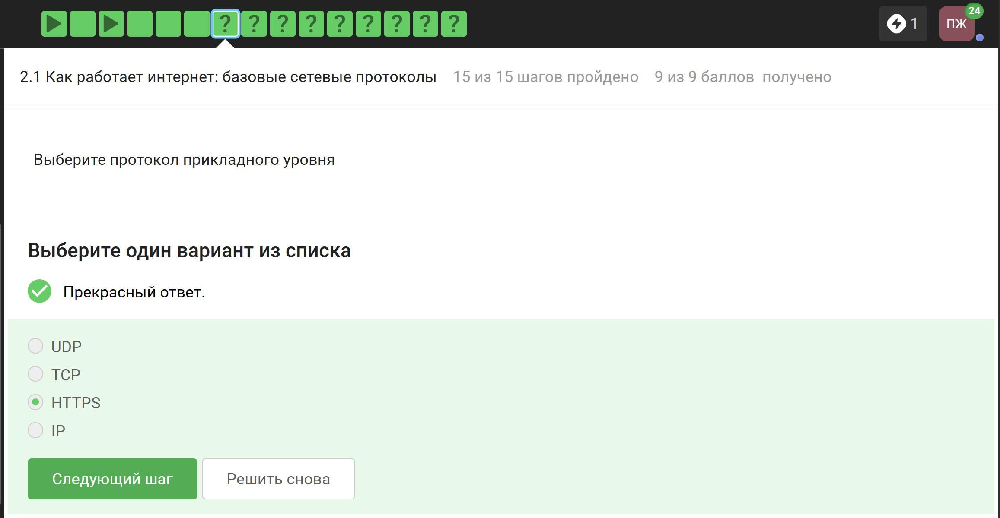 ? ? ? ? ? ? ? ? ?
1
ПЖ
24
2.1 Как работает интернет: базовые сетевые протоколы 15 из 15 шагов пройдено 9 из 9 баллов получено
Выберите протокол прикладного уровня
Выберите один вариант из списка
Прекрасный ответ.
UDP
TCP
HTTPS
IP
Следующий шаг
Решить снова